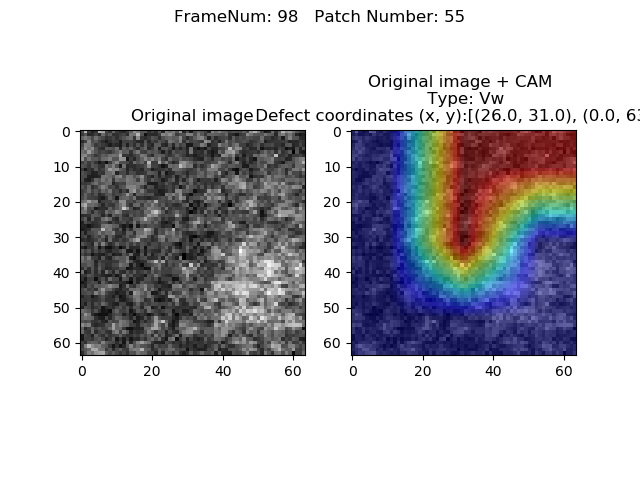 FrameNum: 98   Patch Number: 55
Original image + CAM
Type: Vw
Original image
Defect coordinates (x, y):[(26.0, 31.0), (0.0, 63
0
10
20
30
40
50
60
0 20 40 60
0
10
20
30
40
50
60
0 20 40 60